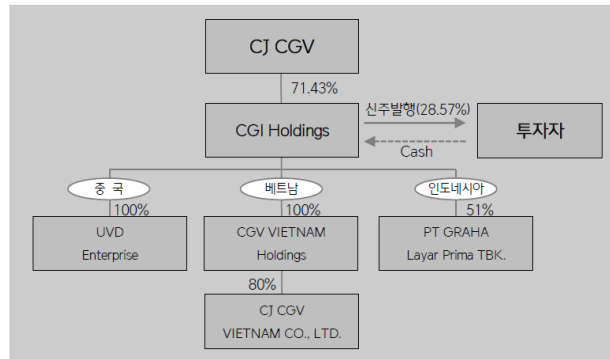 CJ CGV
71.43%
신주발행(28.57%)
CGI Holdings
투자자
Cash
중 국
베트남
인도네시아
100%
100%
51%
UVD
Enterprise
CGV VIETNAM
Holdings
PT GRAHA
Layar Prima TBK.
80%
CJ CGV
VIETNAM CO., LTD.